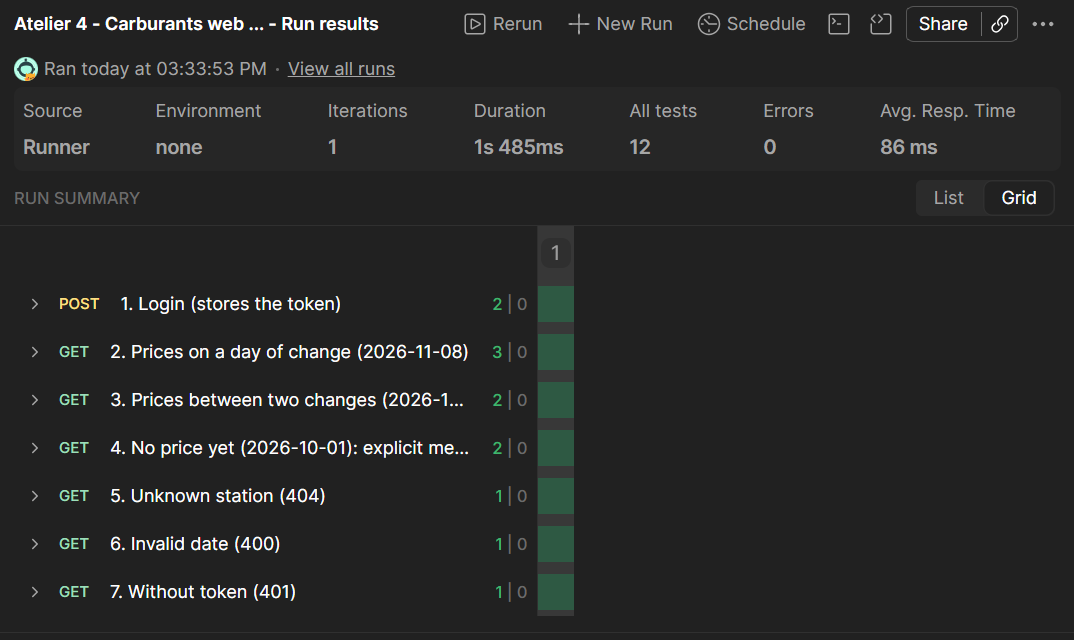 Atelier 4 - Carburants web ... - Run results
Rerun
New Run
Schedule
Share
Ran today at 03:33:53 PM · View all runs
Source Environment Iterations Duration All tests Errors Avg. Resp. Time
Runner none 1 1s 485ms 12 0 86 ms
RUN SUMMARY
List Grid
1
POST 1. Login (stores the token) 2 | 0
GET 2. Prices on a day of change (2026-11-08) 3 | 0
GET 3. Prices between two changes (2026-1... 2 | 0
GET 4. No price yet (2026-10-01): explicit me... 2 | 0
GET 5. Unknown station (404) 1 | 0
GET 6. Invalid date (400) 1 | 0
GET 7. Without token (401) 1 | 0